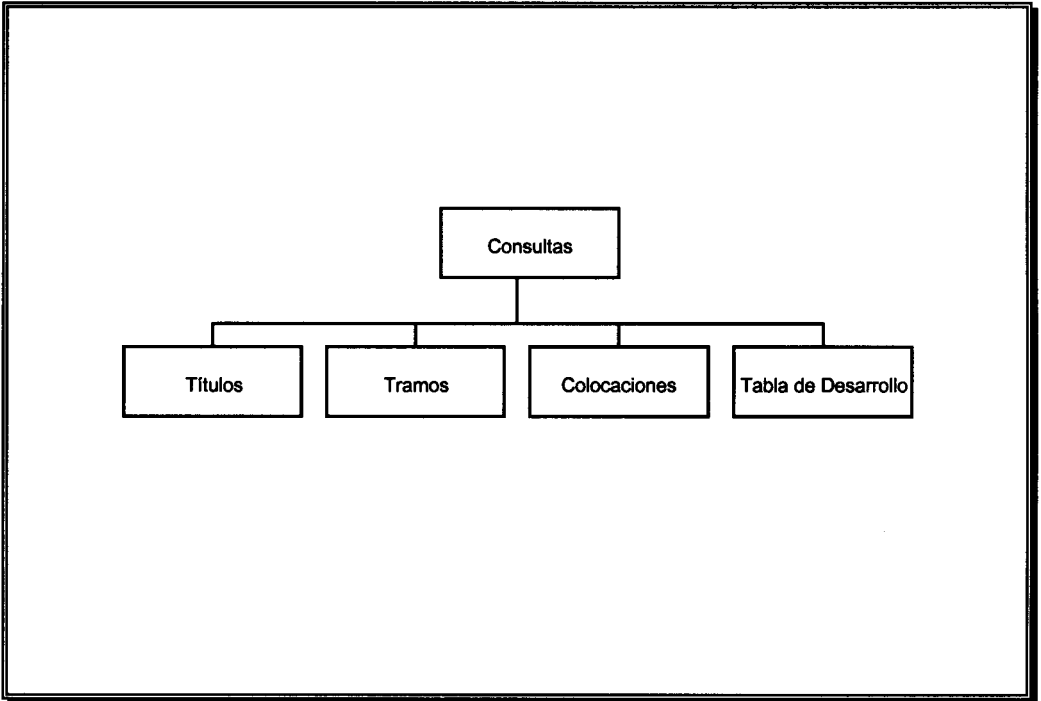 Consultas
Títulos
Tramos
Colocaciones
Tabla de Desarrollo